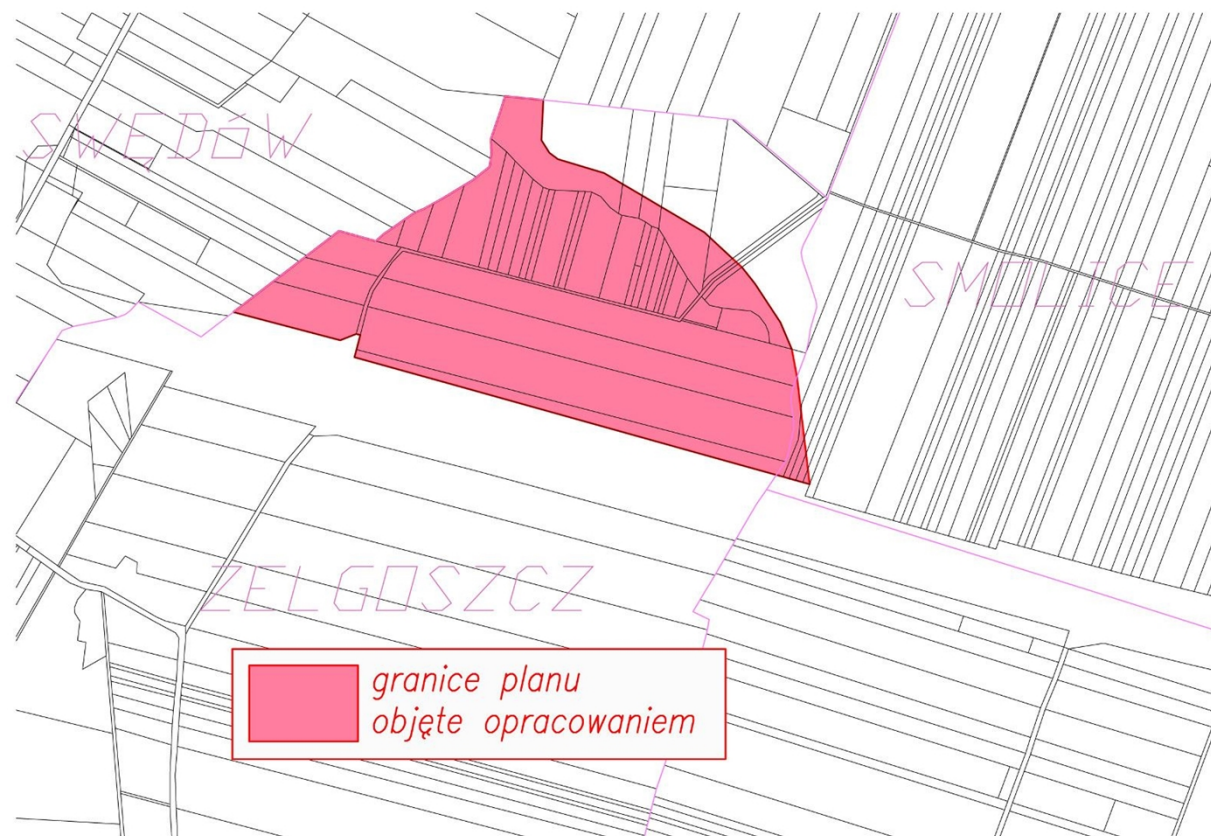 SWĘDÓW
SMOLICE
ZELGOSZCZ
granice planu
objęte opracowaniem